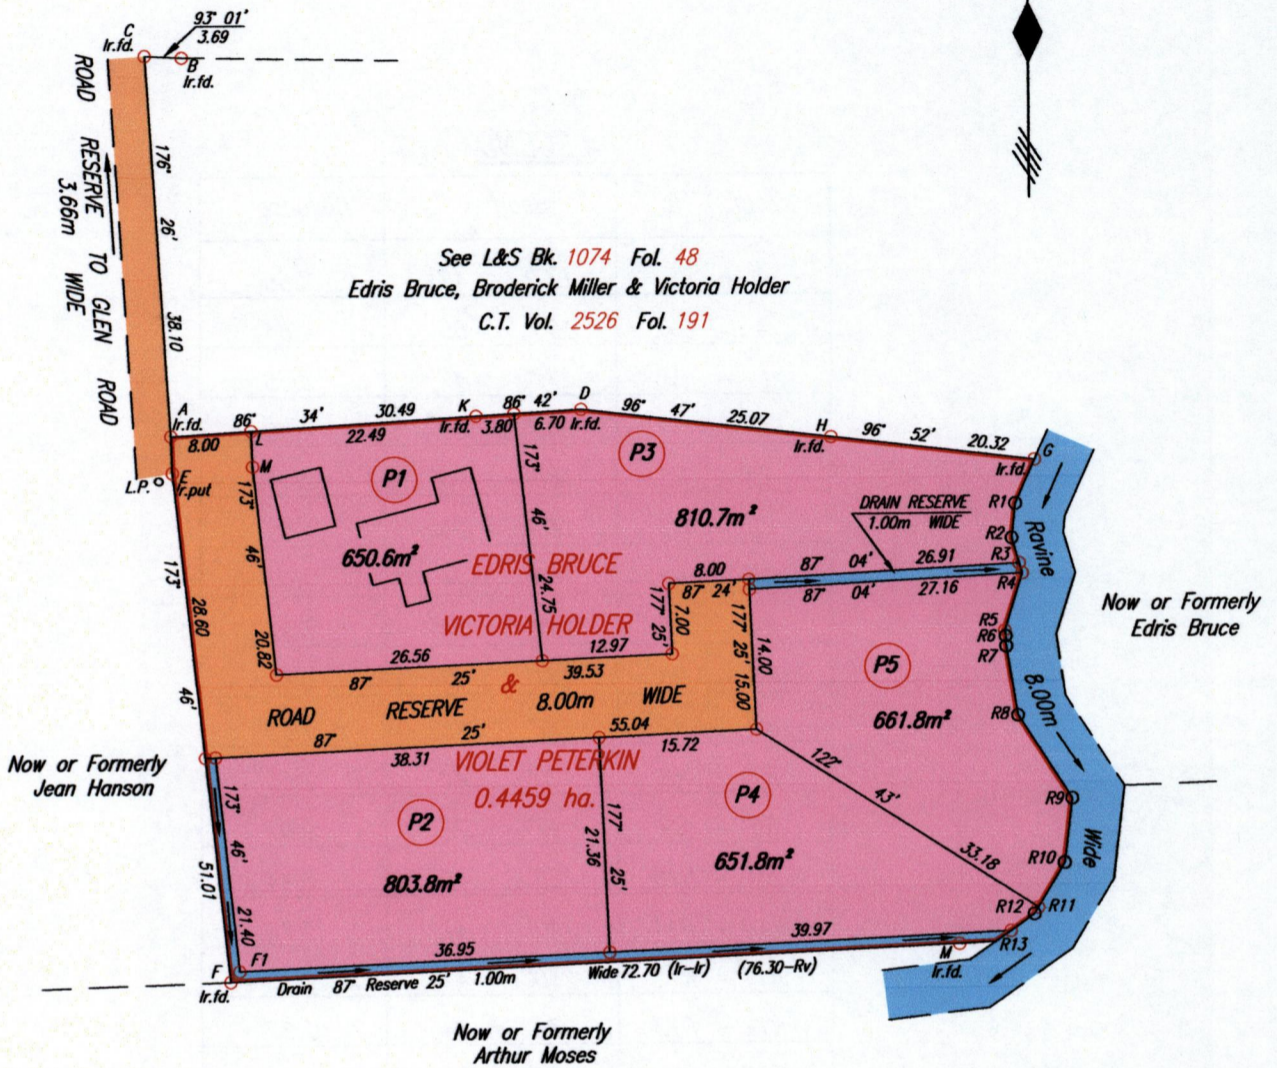 C
93° 01'
3.69
Ir.fd.
B
Ir.fd.
ROAD RESERVE TO GLEN ROAD
3.66m WIDE
176° 26' 38.10
See L&S Bk. 1074 Fol. 48
Edris Bruce, Broderick Miller & Victoria Holder
C.T. Vol. 2526 Fol. 191
A
Ir.fd.
8.00
86° 34' 30.49
L
22.49
K
Ir.fd.
3.80
86° 42'
6.70
D
Ir.fd.
96° 47' 25.07
H
Ir.fd.
96° 52' 20.32
G
Ir.fd.
L.P.
E
Ir.put
M
P1
P3
650.6m²
810.7m²
DRAIN RESERVE
1.00m WIDE
R1
R2
R3
R4
Ravine
173° 46' 20.82
173° 46' 24.75
173° 28.60 46'
8.00
87° 24'
87° 04' 26.91
87° 04' 27.16
177° 25' 7.00
177° 25' 14.00
15.00
EDRIS BRUCE
VICTORIA HOLDER
&
VIOLET PETERKIN
0.4459 ha.
12.97
26.56
39.53
87° 25'
ROAD RESERVE 8.00m WIDE
87° 25' 55.04
38.31
15.72
R5
R6
R7
P5
661.8m²
R8
8.00m
Wide
Now or Formerly
Edris Bruce
Now or Formerly
Jean Hanson
P2
803.8m²
P4
651.8m²
173° 46' 21.40
51.01
177° 21.36 25'
122° 43' 33.18
R9
R10
R11
R12
R13
F
F1
Ir.fd.
36.95
39.97
M
Ir.fd.
Drain 87° Reserve 25' 1.00m Wide 72.70 (Ir-Ir) (76.30-Rv)
Now or Formerly
Arthur Moses